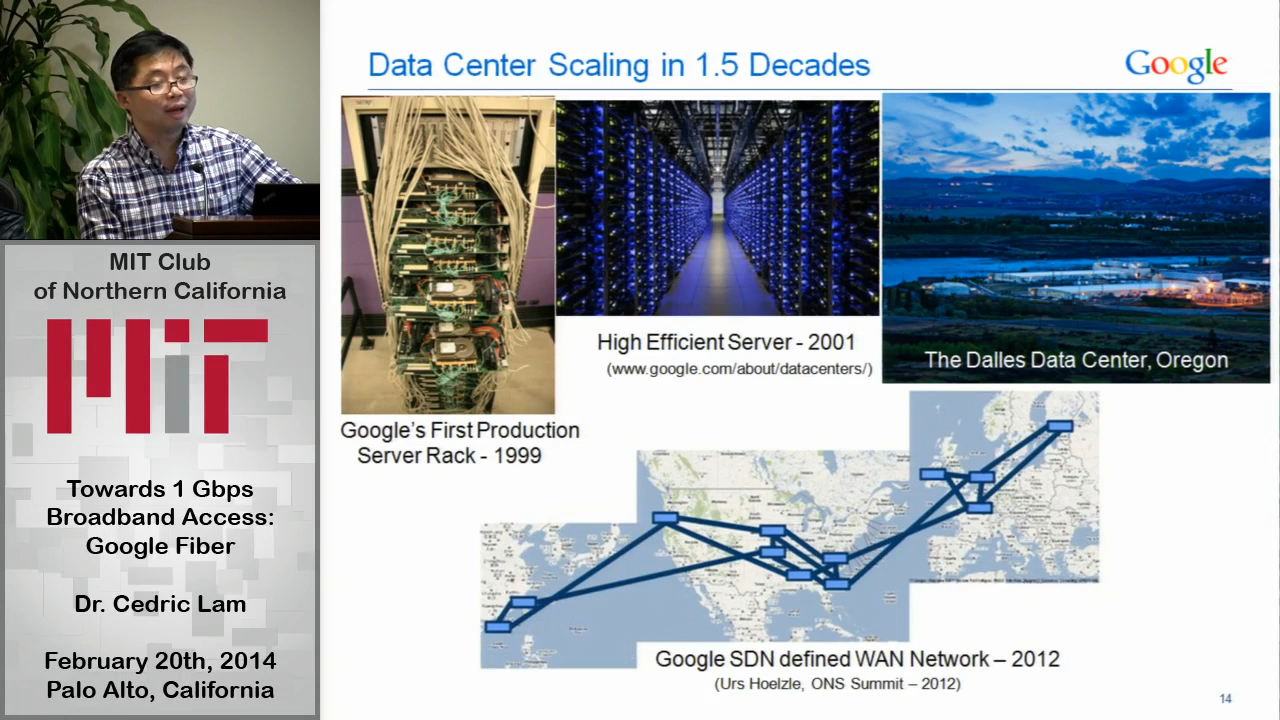 MIT Club
of Northern California
MIT
Towards 1 Gbps
Broadband Access:
Google Fiber
Dr. Cedric Lam
February 20th, 2014
Palo Alto, California
Data Center Scaling in 1.5 Decades
Google
High Efficient Server - 2001
(www.google.com/about/datacenters/)
The Dalles Data Center, Oregon
Google's First Production
Server Rack - 1999
Google SDN defined WAN Network – 2012
(Urs Hoelzle, ONS Summit – 2012)
14